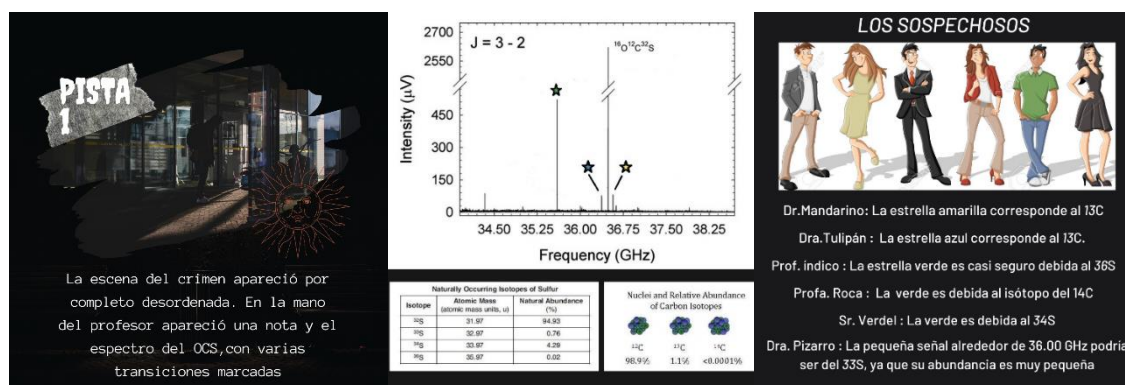 PISTA
1
La escena del crimen apareció por
completo desordenada. En la mano
del profesor apareció una nota y el
espectro del OCS,con varias
transiciones marcadas
J = 3 - 2
¹⁶O¹²C³²S
Intensity (µV)
2700
2550
450
300
150
0
34.50 35.25 36.00 36.75 37.50 38.25
Frequency (GHz)
Naturally Occurring Isotopes of Sulfur
Isotope Atomic Mass (atomic mass units, u) Natural Abundance (%)
³²S 31.97 94.93
³³S 32.97 0.76
³⁴S 33.97 4.29
³⁶S 35.97 0.02
Nuclei and Relative Abundance
of Carbon Isotopes
¹²C ¹³C ¹⁴C
98.9% 1.1% <0.0001%
LOS SOSPECHOSOS
Dr.Mandarino: La estrella amarilla corresponde al 13C
Dra.Tulipán : La estrella azul corresponde al 13C.
Prof. índico : La estrella verde es casi seguro debida al 36S
Profa. Roca : La verde es debida al isótopo del 14C
Sr. Verdel : La verde es debida al 34S
Dra. Pizarro : La pequeña señal alrededor de 36.00 GHz podría
ser del 33S, ya que su abundancia es muy pequeña